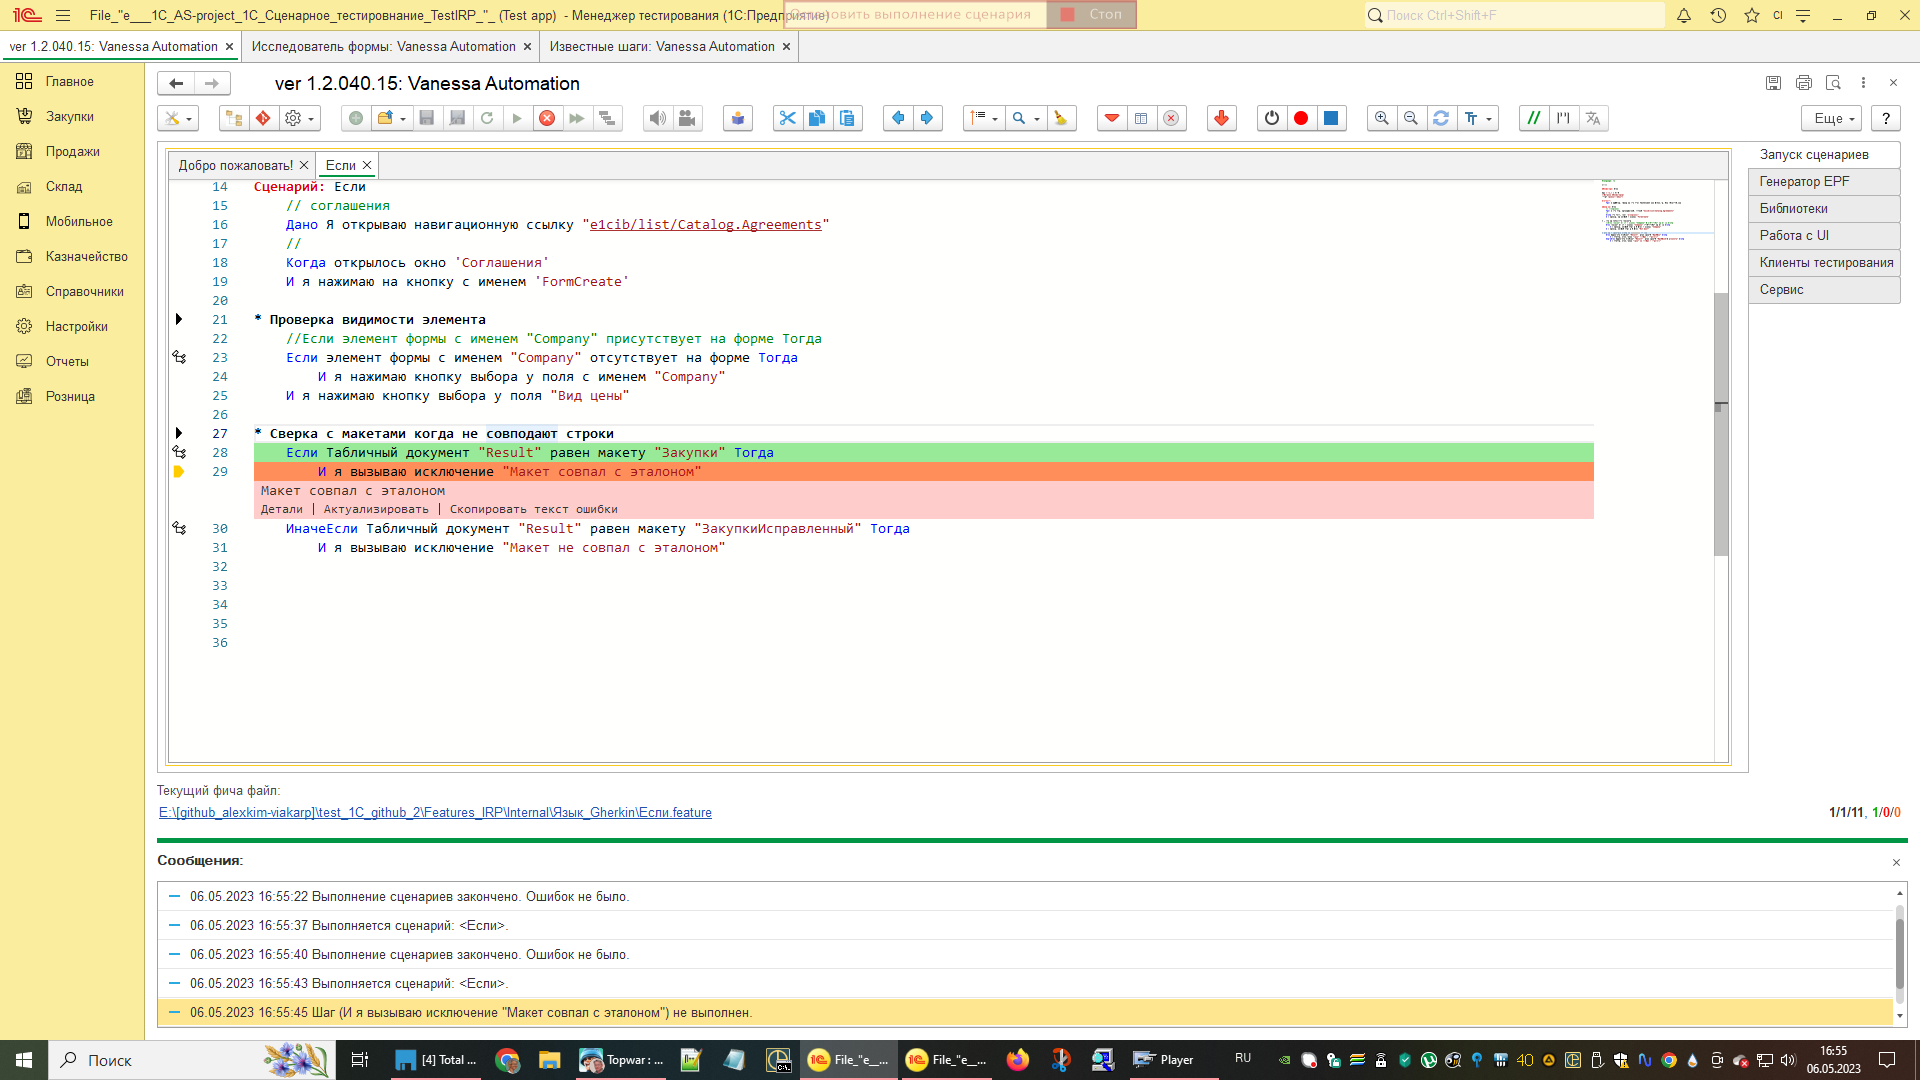 File_"e___1C_AS-project_1C_Сценарное_тестировнание_TestIRP_"_ (Test app) - Менеджер тестирования (1С:Предприятие)
Стоп
Поиск Ctrl+Shift+F
CI
ver 1.2.040.15: Vanessa Automation
Исследователь формы: Vanessa Automation
Известные шаги: Vanessa Automation
Главное
Закупки
Продажи
Склад
Мобильное
Казначейство
Справочники
Настройки
Отчеты
Розница
ver 1.2.040.15: Vanessa Automation
Еще
?
Добро пожаловать!
Если
14 Сценарий: Если
15 // соглашения
16 Дано Я открываю навигационную ссылку "e1cib/list/Catalog.Agreements"
17 //
18 Когда открылось окно 'Соглашения'
19 И я нажимаю на кнопку с именем 'FormCreate'
20
21 * Проверка видимости элемента
22 //Если элемент формы с именем "Company" присутствует на форме Тогда
23 Если элемент формы с именем "Company" отсутствует на форме Тогда
24 И я нажимаю кнопку выбора у поля с именем "Company"
25 И я нажимаю кнопку выбора у поля "Вид цены"
26
27 * Сверка с макетами когда не совподают строки
28 Если Табличный документ "Result" равен макету "Закупки" Тогда
29 И я вызываю исключение "Макет совпал с эталоном"
Макет совпал с эталоном
Детали | Актуализировать | Скопировать текст ошибки
30 ИначеЕсли Табличный документ "Result" равен макету "ЗакупкиИсправленный" Тогда
31 И я вызываю исключение "Макет не совпал с эталоном"
32
33
34
35
36
Запуск сценариев
Генератор EPF
Библиотеки
Работа с UI
Клиенты тестирования
Сервис
Текущий фича файл:
E:\[github_alexkim-viakarp]\test_1C_github_2\Features_IRP\Internal\Язык_Gherkin\Если.feature
1/1/11, 1/0/0
Сообщения:
06.05.2023 16:55:22 Выполнение сценариев закончено. Ошибок не было.
06.05.2023 16:55:37 Выполняется сценарий: <Если>.
06.05.2023 16:55:40 Выполнение сценариев закончено. Ошибок не было.
06.05.2023 16:55:43 Выполняется сценарий: <Если>.
06.05.2023 16:55:45 Шаг (И я вызываю исключение "Макет совпал с эталоном") не выполнен.
Поиск
[4] Total ...
Topwar : ...
File_"e__...
File_"e__...
Player
RU
40
16:55
06.05.2023